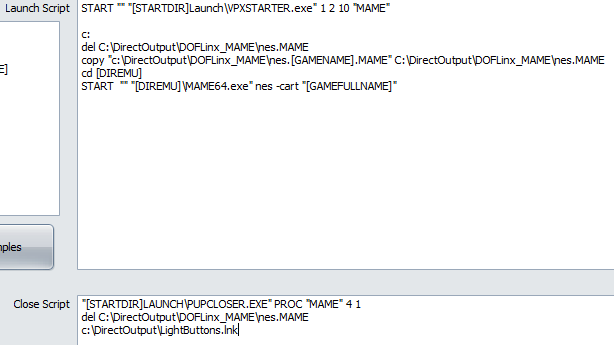 Launch Script
START "" "[STARTDIR]Launch\VPXSTARTER.exe" 1 2 10 "MAME"
c:
del C:\DirectOutput\DOFLinx_MAME\nes.MAME
copy "c:\DirectOutput\DOFLinx_MAME\nes.[GAMENAME].MAME" C:\DirectOutput\DOFLinx_MAME\nes.MAME
cd [DIREMU]
START  "" "[DIREMU]\MAME64.exe" nes -cart "[GAMEFULLNAME]"
E]
nples
Close Script
"[STARTDIR]LAUNCH\PUPCLOSER.EXE" PROC "MAME" 4 1
del C:\DirectOutput\DOFLinx_MAME\nes.MAME
c:\DirectOutput\LightButtons.lnk